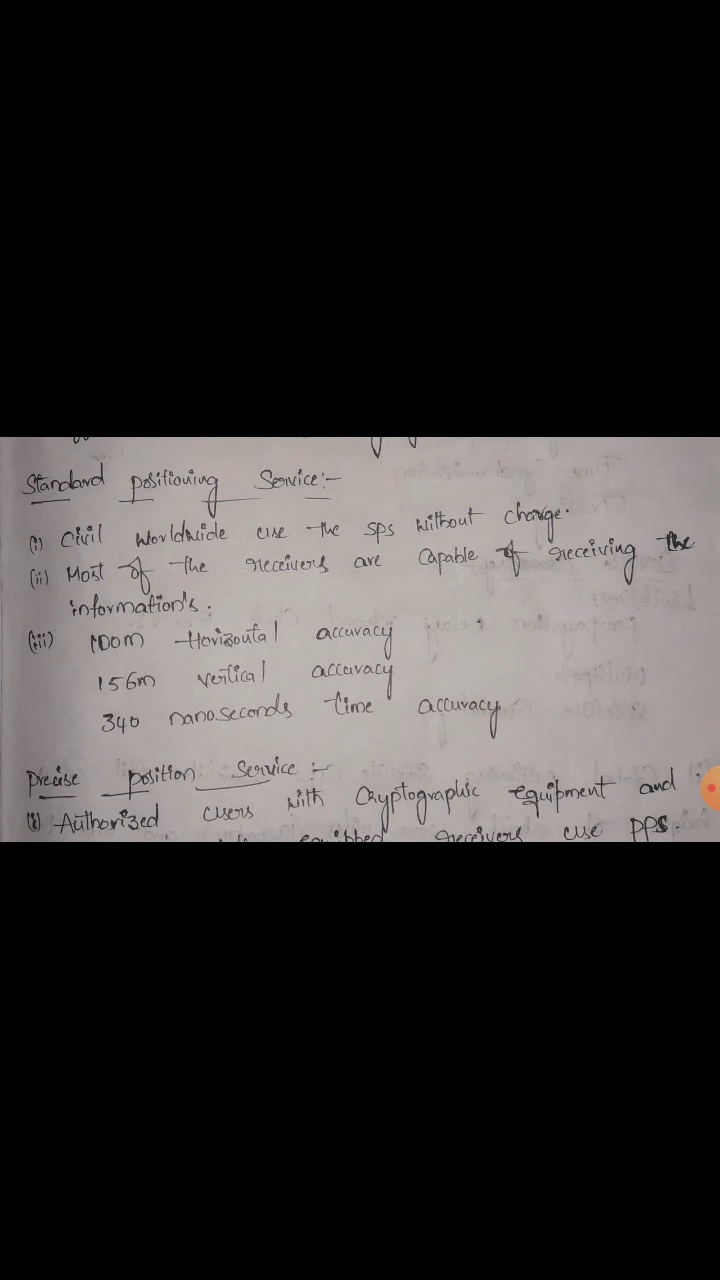 Standard positioning Service:-
(i) Civil worldwide use the SPS without charge.
(ii) Most of the receivers are capable of receiving the
information's.
(iii) 100m Horizontal accuracy
156m vertical accuracy
340 nanoseconds time accuracy
Precise position Service :-
(i) Authorized users with Cryptographic equipment and
equipped receivers use PPS.